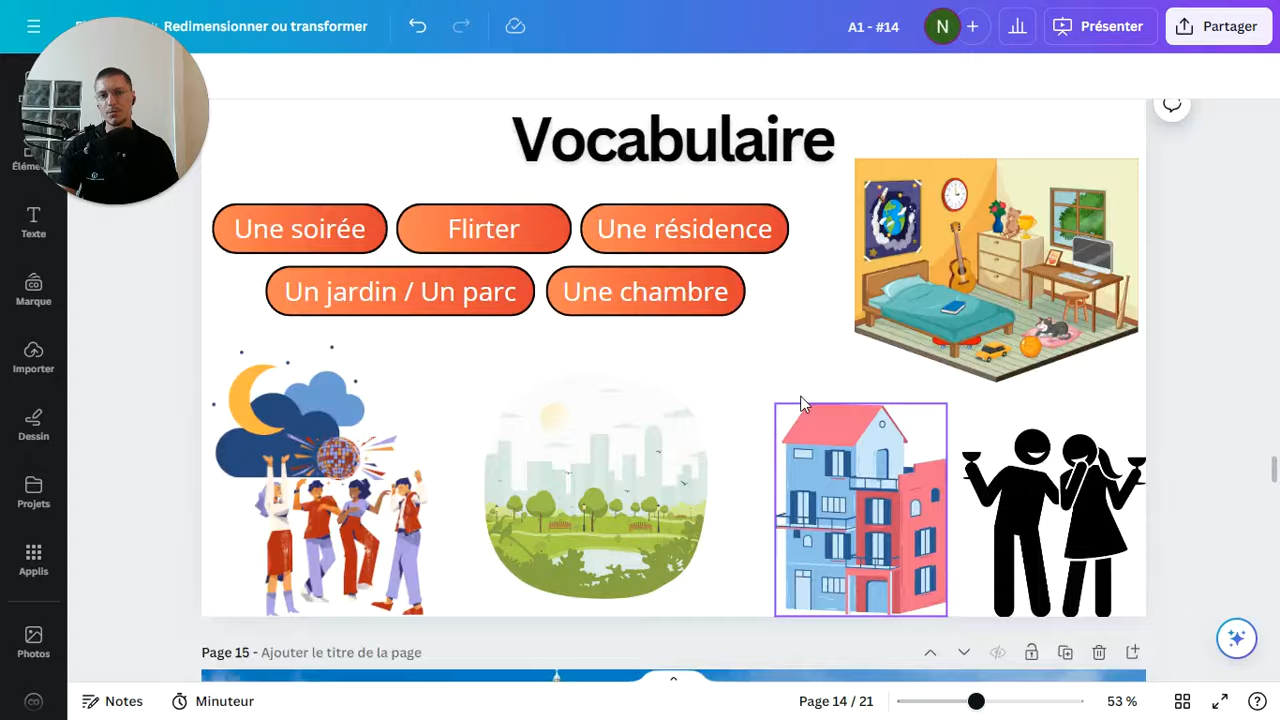 Redimensionner ou transformer
A1 - #14
N
Présenter
Partager
Texte
Marque
Importer
Dessin
Projets
Applis
Photos
Vocabulaire
Une soirée
Flirter
Une résidence
Un jardin / Un parc
Une chambre
Page 15 - Ajouter le titre de la page
Notes
Minuteur
Page 14 / 21
53 %